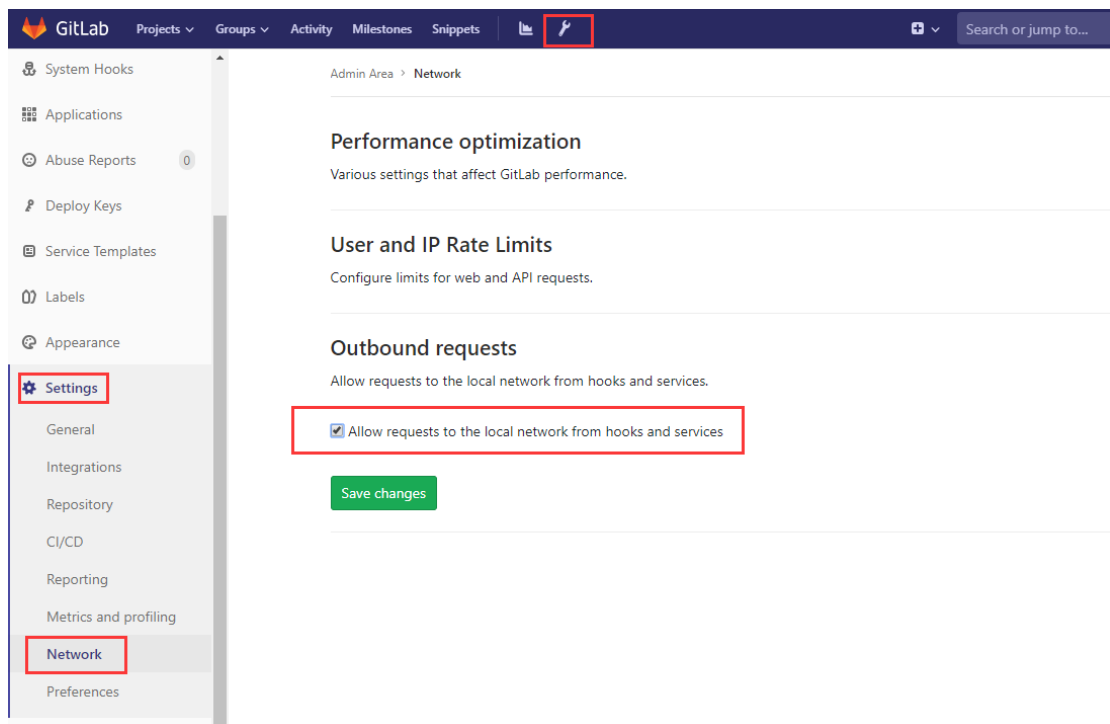 GitLab Projects Groups Activity Milestones Snippets Search or jump to...
System Hooks
Applications
Abuse Reports 0
Deploy Keys
Service Templates
Labels
Appearance
Settings
General
Integrations
Repository
CI/CD
Reporting
Metrics and profiling
Network
Preferences
Admin Area > Network
Performance optimization
Various settings that affect GitLab performance.
User and IP Rate Limits
Configure limits for web and API requests.
Outbound requests
Allow requests to the local network from hooks and services.
Allow requests to the local network from hooks and services
Save changes